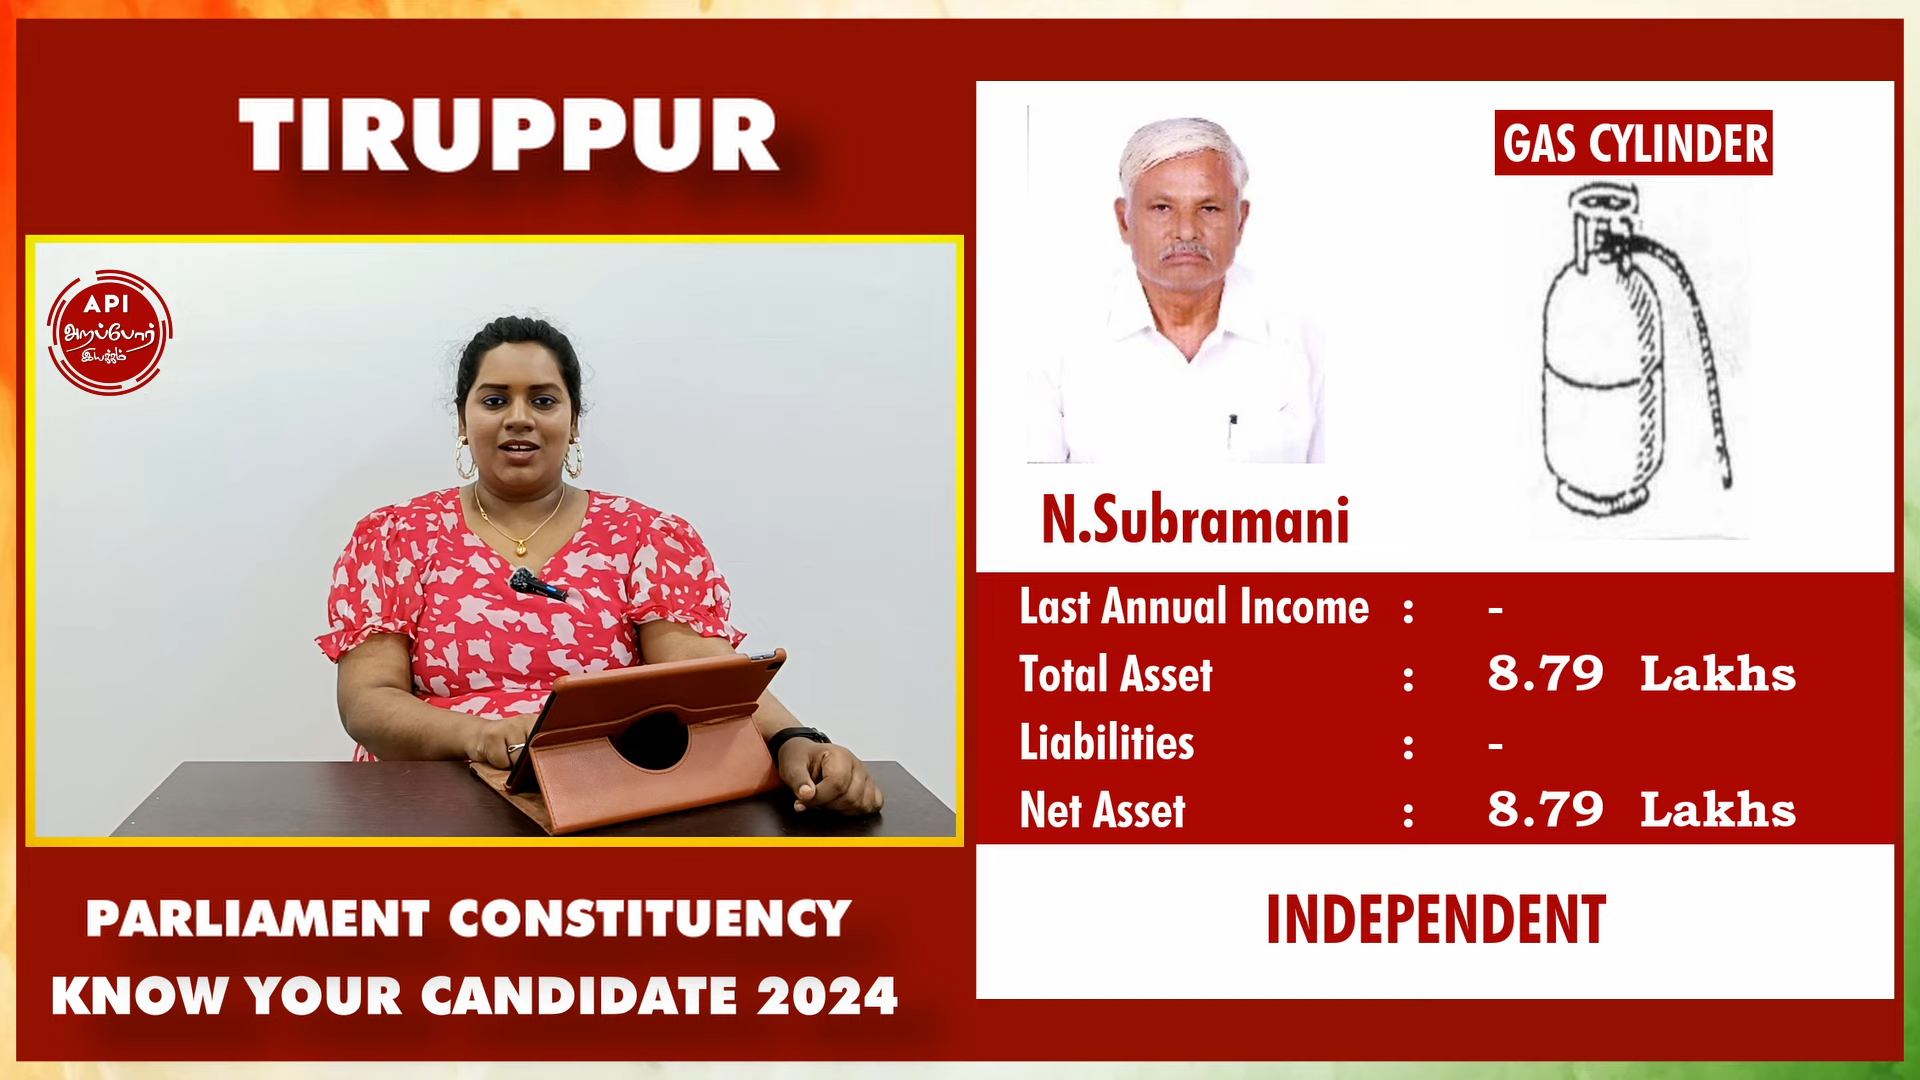 TIRUPPUR
API
அறப்போர்
இயக்கம்
PARLIAMENT CONSTITUENCY
KNOW YOUR CANDIDATE 2024
GAS CYLINDER
N.Subramani
Last Annual Income : -
Total Asset : 8.79 Lakhs
Liabilities : -
Net Asset : 8.79 Lakhs
INDEPENDENT